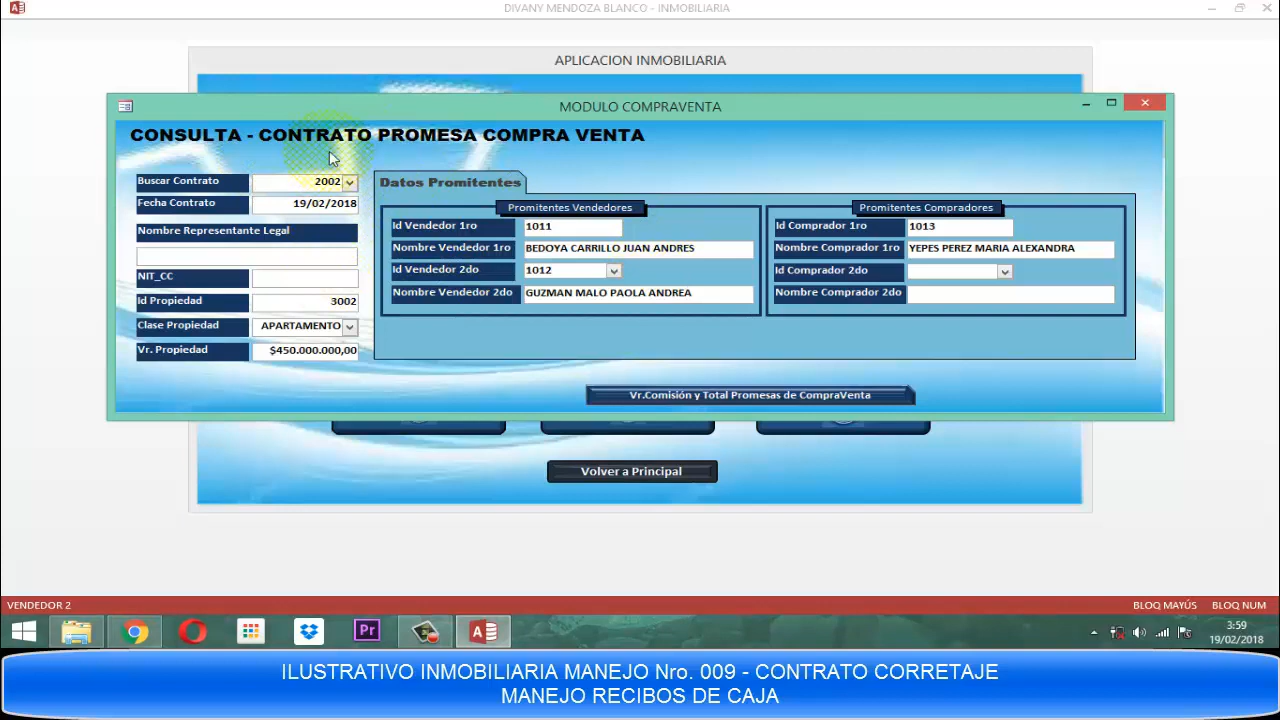 DIVANY MENDOZA BLANCO - INMOBILIARIA
APLICACION INMOBILIARIA
MODULO COMPRAVENTA
CONSULTA - CONTRATO PROMESA COMPRA VENTA
Buscar Contrato 2002
Fecha Contrato 19/02/2018
Nombre Representante Legal
NIT_CC
Id Propiedad 3002
Clase Propiedad APARTAMENTO
Vr. Propiedad $450.000.000,00
Datos Promitentes
Promitentes Vendedores
Id Vendedor 1ro 1011
Nombre Vendedor 1ro BEDOYA CARRILLO JUAN ANDRES
Id Vendedor 2do 1012
Nombre Vendedor 2do GUZMAN MALO PAOLA ANDREA
Promitentes Compradores
Id Comprador 1ro 1013
Nombre Comprador 1ro YEPES PEREZ MARIA ALEXANDRA
Id Comprador 2do
Nombre Comprador 2do
Vr.Comisión y Total Promesas de CompraVenta
Volver a Principal
VENDEDOR 2
BLOQ MAYÚS BLOQ NUM
Pr
3:59
19/02/2018
ILUSTRATIVO INMOBILIARIA MANEJO Nro. 009 - CONTRATO CORRETAJE
MANEJO RECIBOS DE CAJA